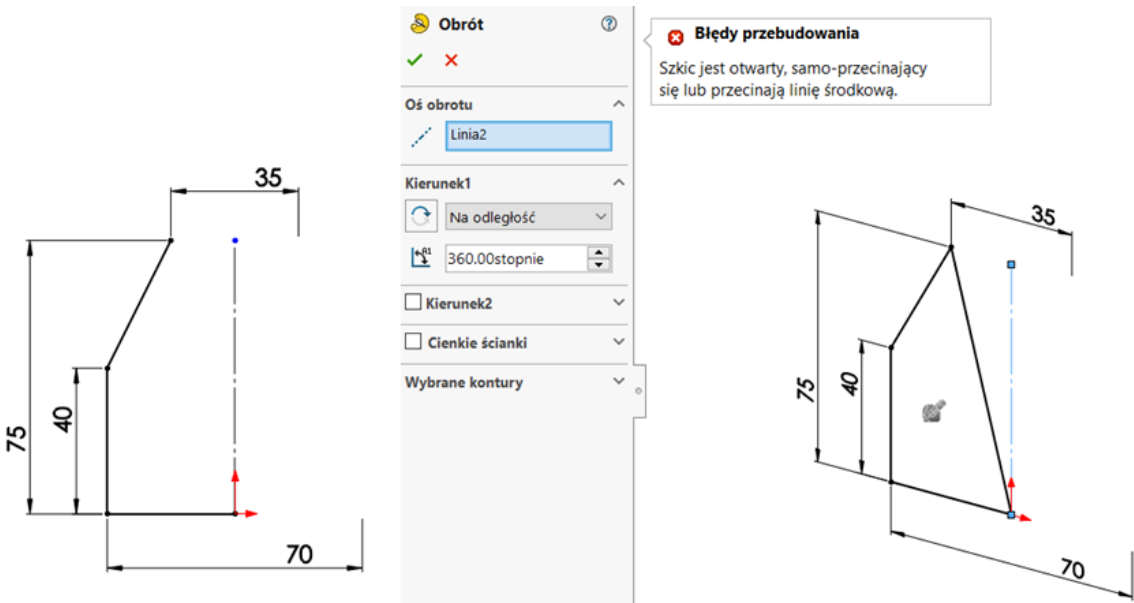 35
75
40
70
Obrót
Oś obrotu
Linia2
Kierunek1
Na odległość
A1
360.00stopnie
Kierunek2
Cienkie ścianki
Wybrane kontury
Błędy przebudowania
Szkic jest otwarty, samo-przecinający
się lub przecinają linię środkową.
35
75
40
70